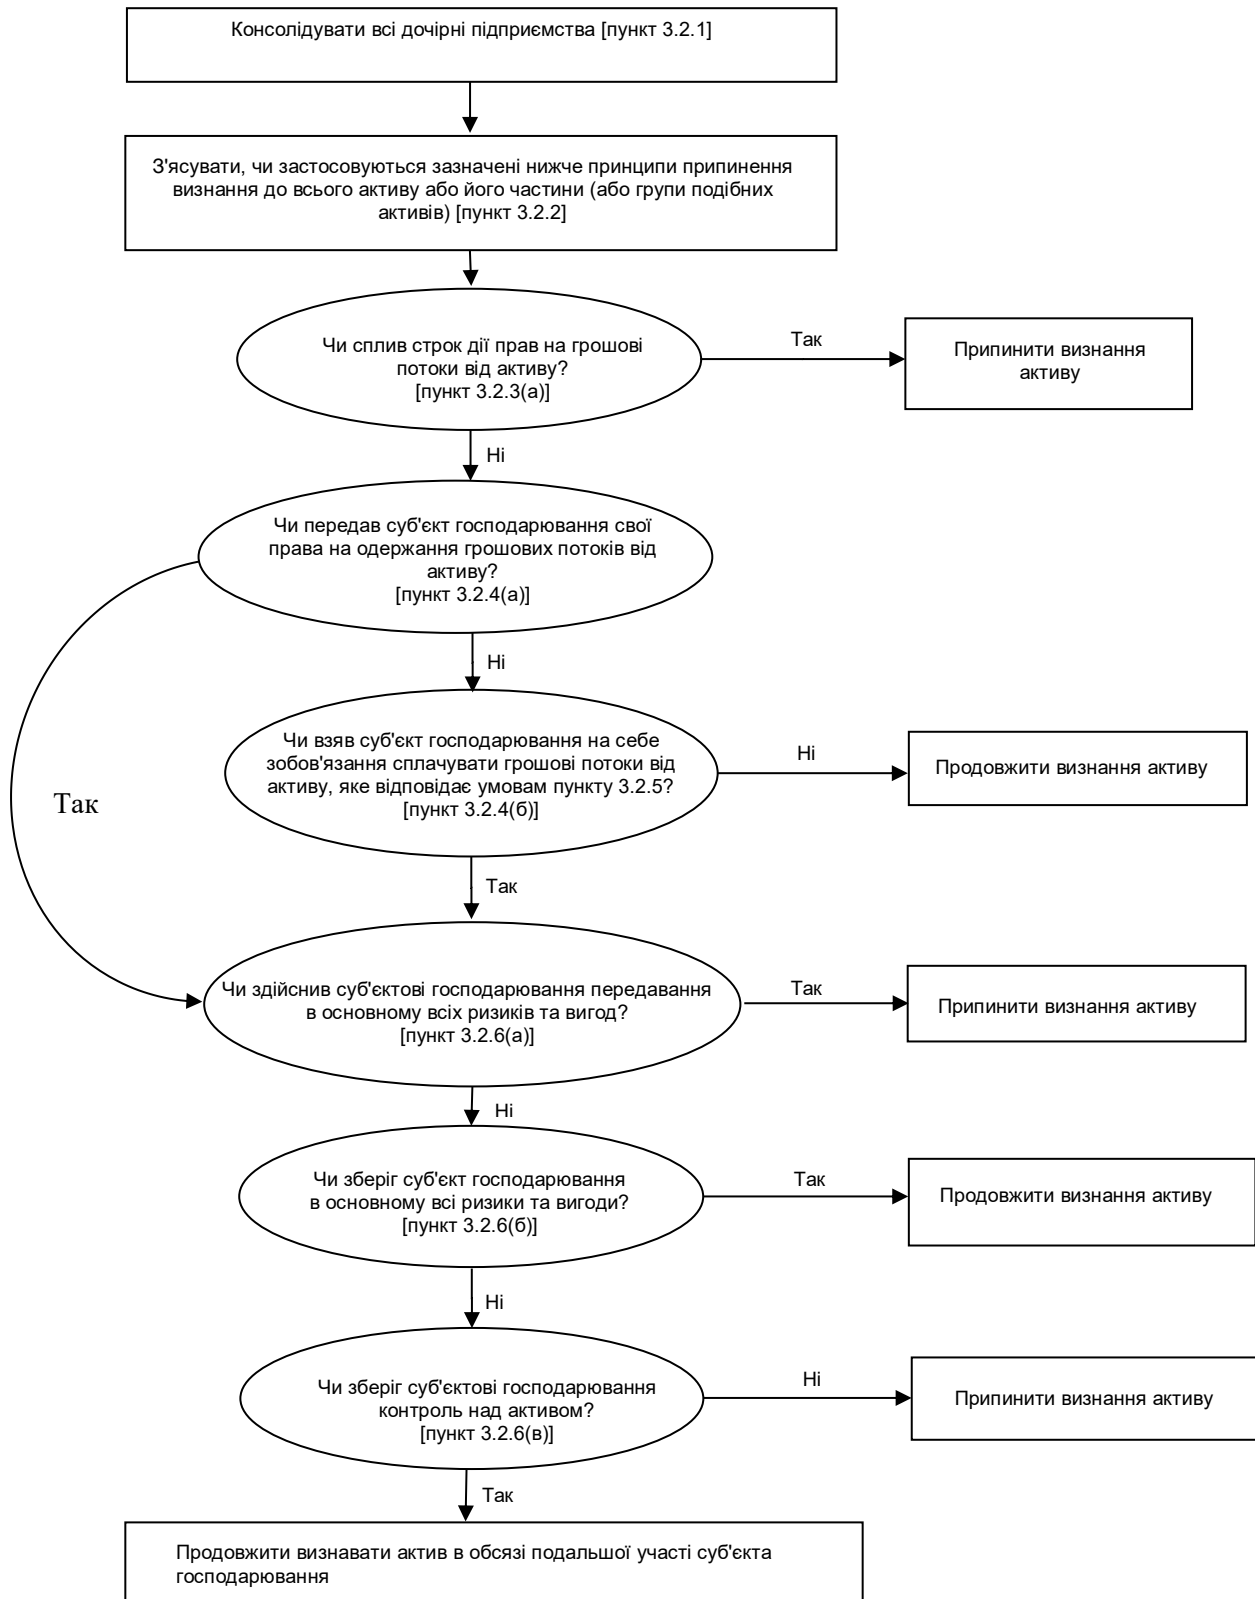 Консолідувати всі дочірні підприємства [пункт 3.2.1]
З'ясувати, чи застосовуються зазначені нижче принципи припинення
визнання до всього активу або його частини (або групи подібних
активів) [пункт 3.2.2]
Чи сплив строк дії прав на грошові
потоки від активу?
[пункт 3.2.3(а)]
Так
Припинити визнання
активу
Ні
Чи передав суб'єкт господарювання свої
права на одержання грошових потоків від
активу?
[пункт 3.2.4(а)]
Ні
Так
Чи взяв суб'єкт господарювання на себе
зобов'язання сплачувати грошові потоки від
активу, яке відповідає умовам пункту 3.2.5?
[пункт 3.2.4(б)]
Ні
Продовжити визнання активу
Так
Чи здійснив суб'єктові господарювання передавання
в основному всіх ризиків та вигод?
[пункт 3.2.6(а)]
Так
Припинити визнання активу
Ні
Чи зберіг суб'єкт господарювання
в основному всі ризики та вигоди?
[пункт 3.2.6(б)]
Так
Продовжити визнання активу
Ні
Чи зберіг суб'єктові господарювання
контроль над активом?
[пункт 3.2.6(в)]
Ні
Припинити визнання активу
Так
Продовжити визнавати актив в обсязі подальшої участі суб'єкта
господарювання